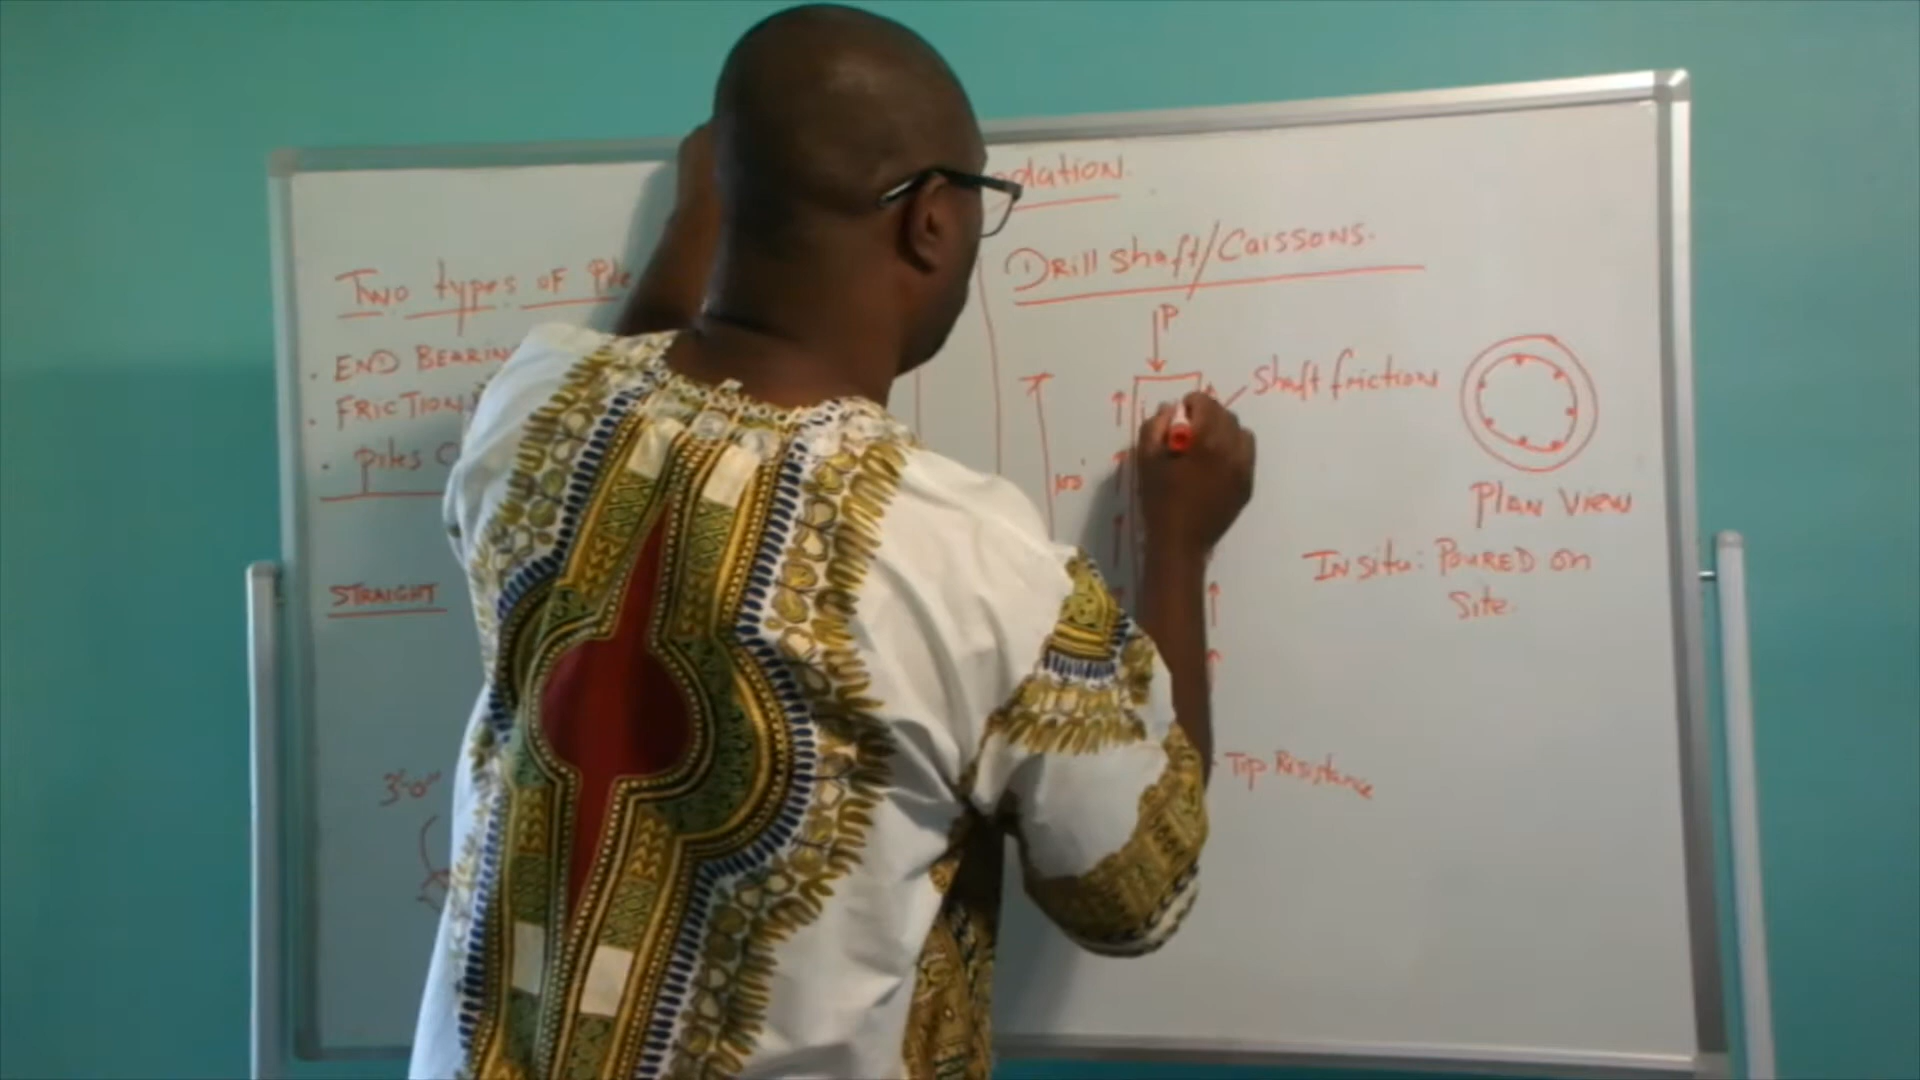 Two types of Pile
Drill shaft/Caissons.
P
• END BEARING
• FRICTION
• Piles
Shaft friction
100'
Plan View
Insitu: Poured on
Site.
STRAIGHT
Tip Resistance
3'-0"